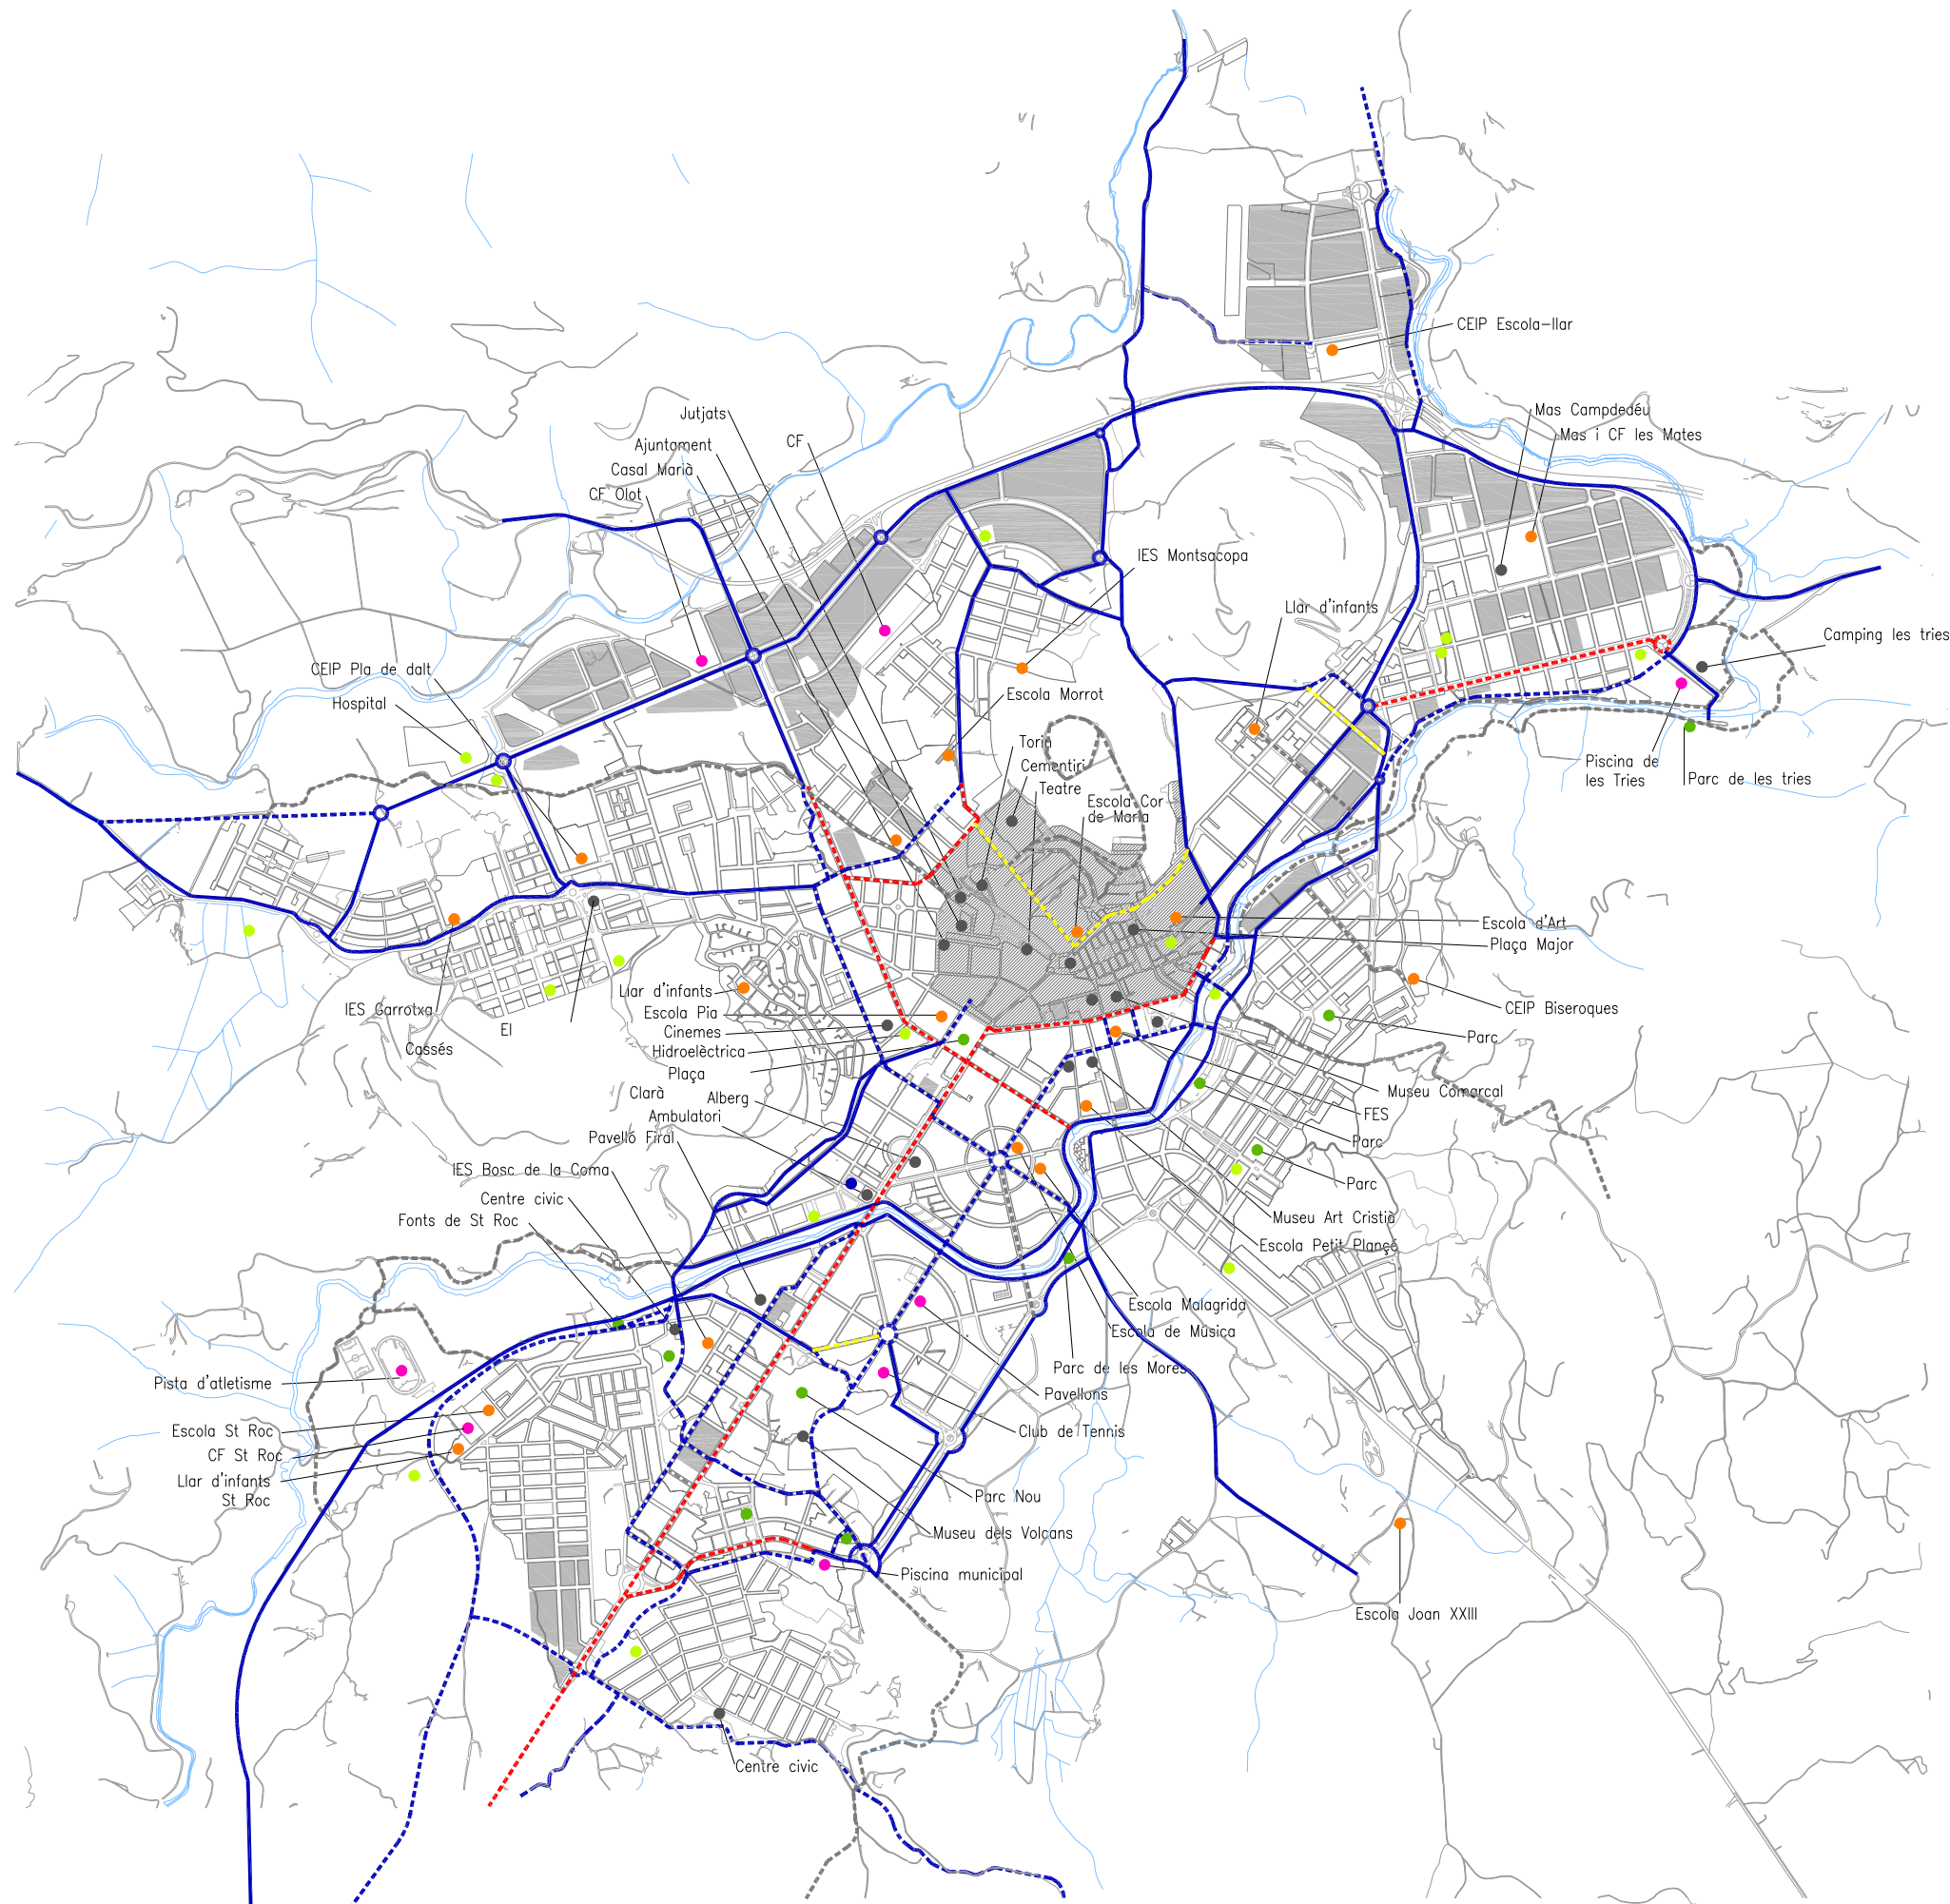 CEIP Escola-llar
Jutjats
Ajuntament
Casal Marià
CF Olot
CF
Mas Campdedéu
Mas i CF les Mates
IES Montsacopa
Llar d'infants
Camping les tries
CEIP Pla de dalt
Hospital
Escola Morrot
Torin
Cementiri
Teatre
Escola Cor
de Maria
Piscina de
les Tries
Parc de les tries
Escola d'Art
Plaça Major
IES Garrotxa
Cassés
El
Llar d'infants
Escola Pia
Cinemes
Hidroelèctrica
Plaça
Clarà
CEIP Biseroques
Parc
Museu Comarcal
FES
Parc
Parc
Alberg
Ambulatori
Pavelló Firal
IES Bosc de la Coma
Centre civic
Fonts de St Roc
Museu Art Cristià
Escola Petit Plançó
Escola Malagrida
Escola de Música
Parc de les Mores
Pavellons
Club de Tennis
Pista d'atletisme
Escola St Roc
CF St Roc
Llar d'infants
St Roc
Parc Nou
Museu dels Volcans
Piscina municipal
Escola Joan XXIII
Centre civic